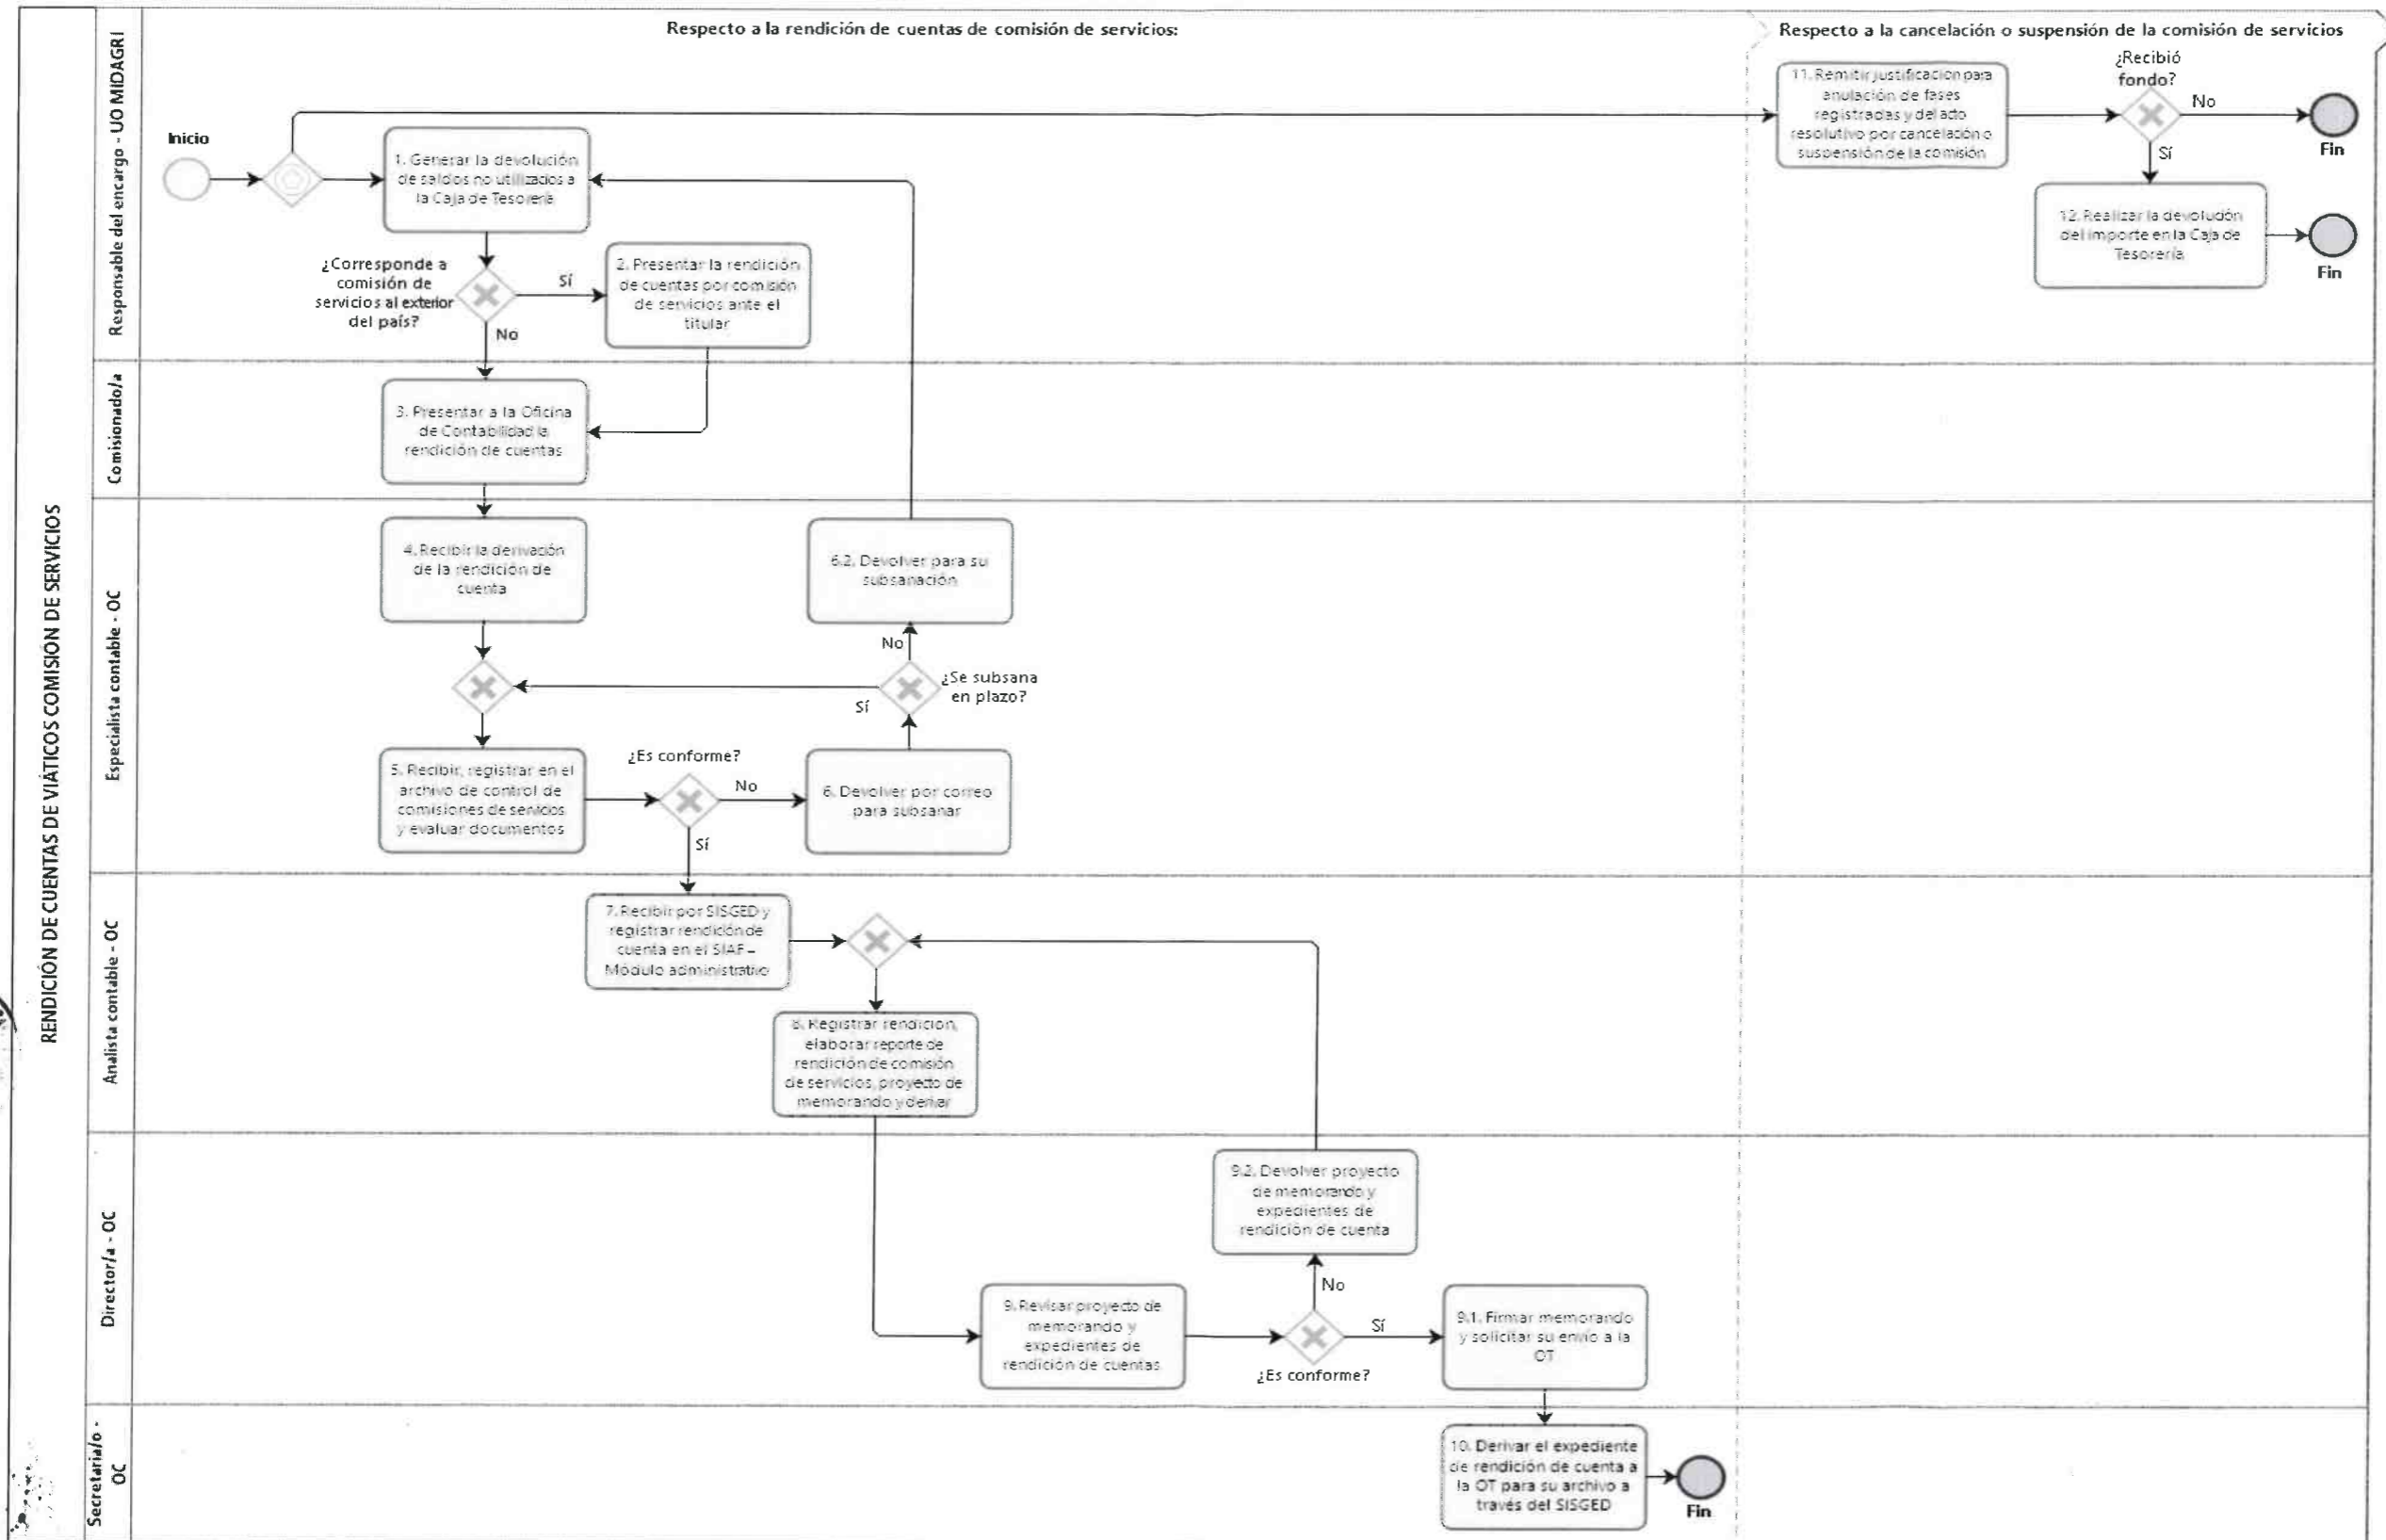 RENDICIÓN DE CUENTAS DE VIÁTICOS COMISIÓN DE SERVICIOS
Respecto a la rendición de cuentas de comisión de servicios:
Respecto a la cancelación o suspensión de la comisión de servicios
Responsable del encargo - UO MIDAGRI
Inicio
1. Generar la devolución
de saldos no utilizados a
la Caja de Tesorería
¿Corresponde a
comisión de
servicios al exterior
del país?
Sí
No
2. Presentar la rendición
de cuentas por comisión
de servicios ante el
titular
11. Remitir justificacion para
anulación de fases
registradas y del acto
resolutivo por cancelación o
suspensión de la comisión
¿Recibió
fondo?
No
Fin
Sí
12. Realizar la devolución
del importe en la Caja de
Tesorería
Fin
Comisionado/a
3. Presentar a la Oficina
de Contabilidad la
rendición de cuentas
Especialista contable - OC
4. Recibir la derivación
de la rendición de
cuenta
6.2. Devolver para su
subsanación
No
¿Se subsana
en plazo?
Sí
5. Recibir, registrar en el
archivo de control de
comisiones de servicios
y evaluar documentos
¿Es conforme?
No
Sí
6. Devolver por correo
para subsanar
Analista contable - OC
7. Recibir por SISGED y
registrar rendición de
cuenta en el SIAF –
Módulo administrativo
8. Registrar rendición,
elaborar reporte de
rendición de comisión
de servicios, proyecto de
memorando y derivar
Director/a - OC
9.2. Devolver proyecto
de memorando y
expedientes de
rendición de cuenta
No
9. Revisar proyecto de
memorando y
expedientes de
rendición de cuentas
¿Es conforme?
Sí
9.1. Firmar memorando
y solicitar su envío a la
OT
Secretaria/o -
OC
10. Derivar el expediente
de rendición de cuenta a
la OT para su archivo a
través del SISGED
Fin